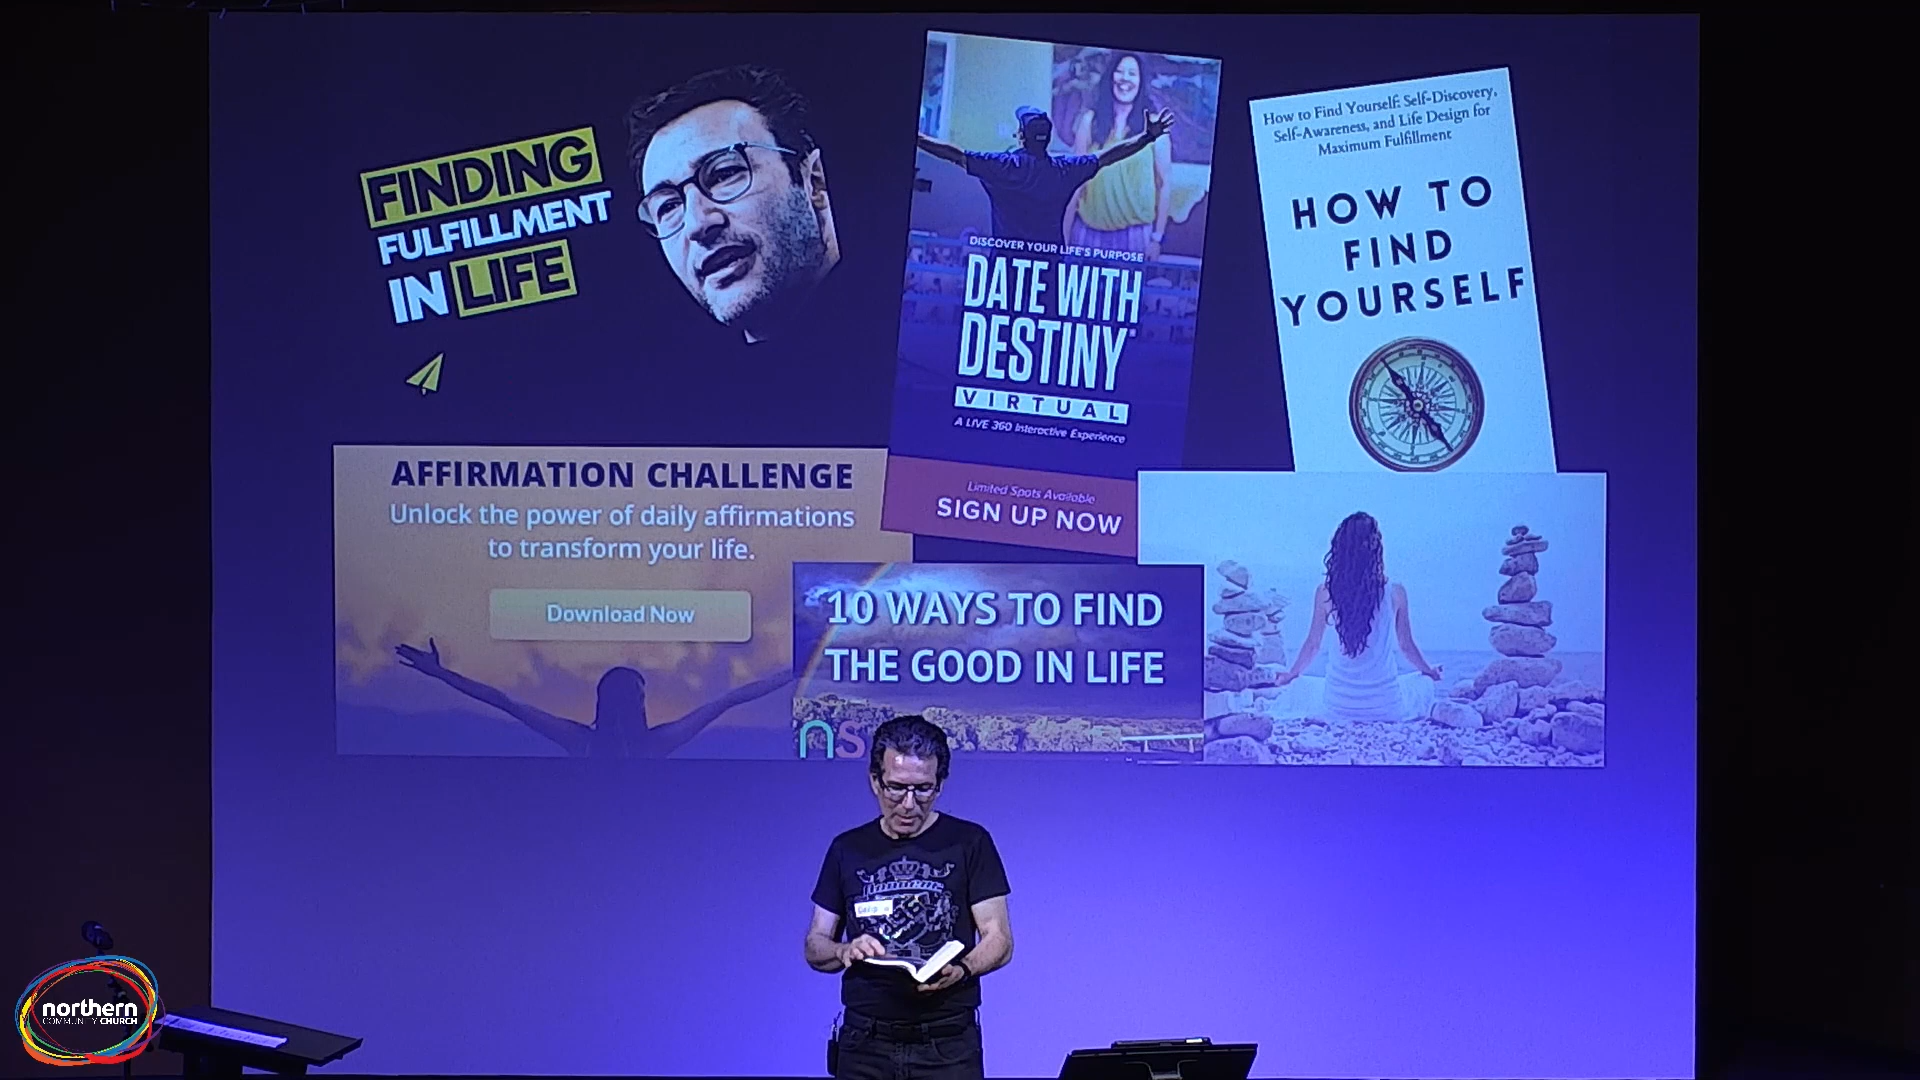 FINDING
FULFILLMENT
IN LIFE
DISCOVER YOUR LIFE'S PURPOSE
DATE WITH
DESTINY
VIRTUAL
A LIVE 360 Interactive Experience
Limited Spots Available
SIGN UP NOW
How to Find Yourself: Self-Discovery,
Self-Awareness, and Life Design for
Maximum Fulfillment
HOW TO
FIND
YOURSELF
AFFIRMATION CHALLENGE
Unlock the power of daily affirmations
to transform your life.
Download Now
10 WAYS TO FIND
THE GOOD IN LIFE
ns
northern
COMMUNITY CHURCH